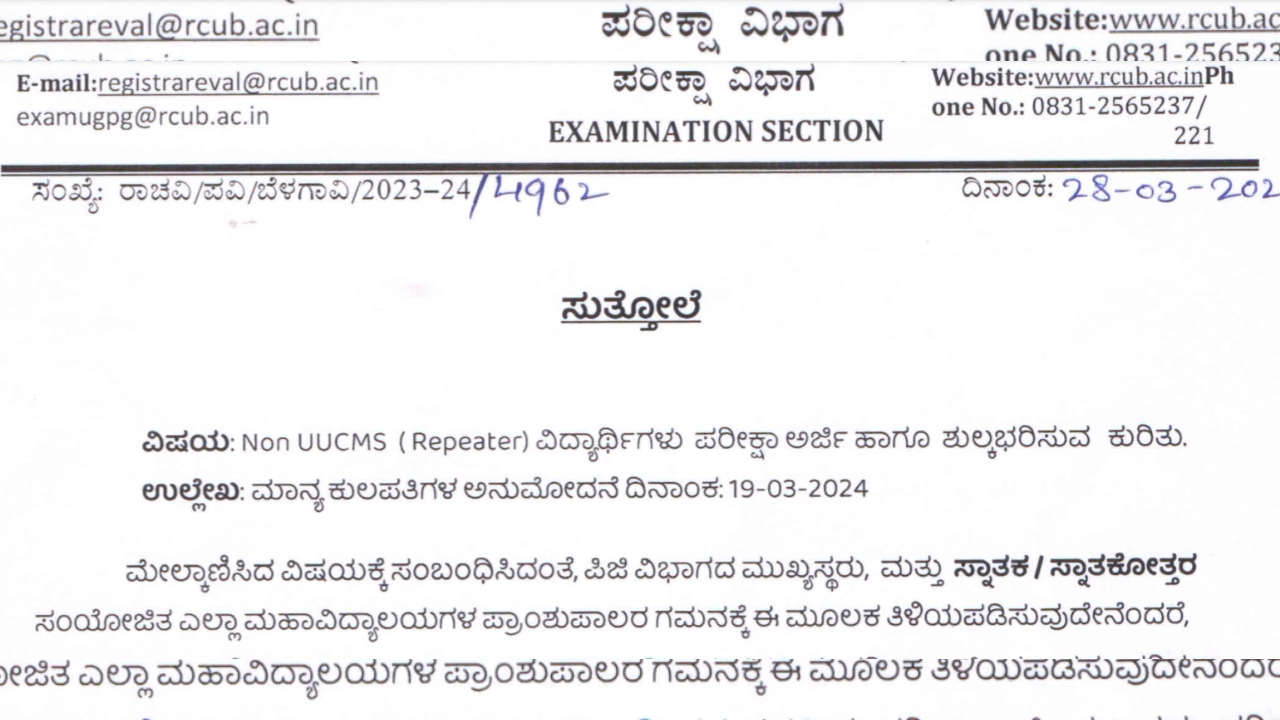 egistrareval@rcub.ac.in ಪರೀಕ್ಷಾ ವಿಭಾಗ Website:www.rcub.ac
one No.: 0831-256523
E-mail:registrareval@rcub.ac.in ಪರೀಕ್ಷಾ ವಿಭಾಗ Website:www.rcub.ac.inPh
examugpg@rcub.ac.in EXAMINATION SECTION one No.: 0831-2565237/
221
ಸಂಖ್ಯೆ: ರಾಚವಿ/ಪವಿ/ಬೆಳಗಾವಿ/2023–24/4962 ದಿನಾಂಕ: 28-03-202
ಸುತ್ತೋಲೆ
ವಿಷಯ: Non UUCMS (Repeater) ವಿದ್ಯಾರ್ಥಿಗಳು ಪರೀಕ್ಷಾ ಅರ್ಜಿ ಹಾಗೂ ಶುಲ್ಕಭರಿಸುವ ಕುರಿತು.
ಉಲ್ಲೇಖ: ಮಾನ್ಯ ಕುಲಪತಿಗಳ ಅನುಮೋದನೆ ದಿನಾಂಕ: 19-03-2024
ಮೇಲ್ಕಾಣಿಸಿದ ವಿಷಯಕ್ಕೆ ಸಂಬಂಧಿಸಿದಂತೆ, ಪಿಜಿ ವಿಭಾಗದ ಮುಖ್ಯಸ್ಥರು, ಮತ್ತು ಸ್ನಾತಕ / ಸ್ನಾತಕೋತ್ತರ
ಸಂಯೋಜಿತ ಎಲ್ಲಾ ಮಹಾವಿದ್ಯಾಲಯಗಳ ಪ್ರಾಂಶುಪಾಲರ ಗಮನಕ್ಕೆ ಈ ಮೂಲಕ ತಿಳಿಯಪಡಿಸುವುದೇನೆಂದರೆ,
ೋಜಿತ ಎಲ್ಲಾ ಮಹಾವಿದ್ಯಾಲಯಗಳ ಪ್ರಾಂಶುಪಾಲರ ಗಮನಕ್ಕೆ ಈ ಮೂಲಕ ತಿಳಿಯಪಡಿಸುವುದೇನೆಂದರ